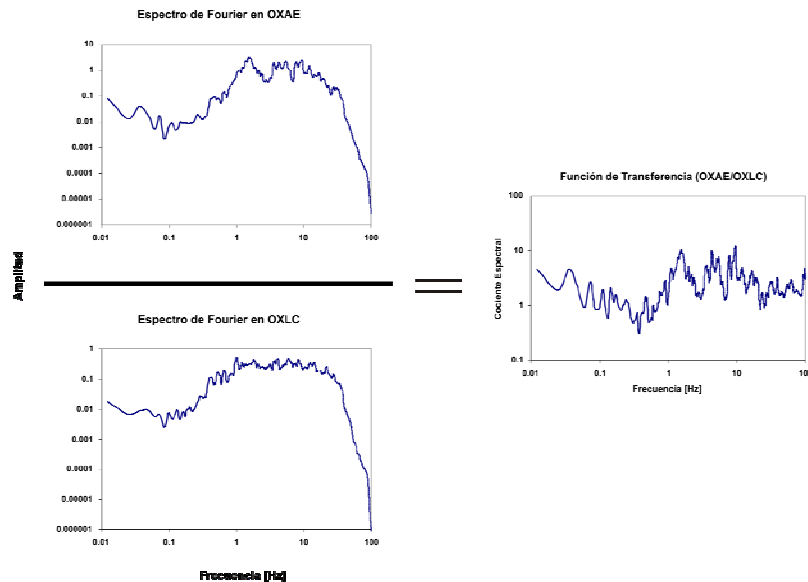 Espectro de Fourier en OXAE
10
1
0.1
0.01
0.001
0.0001
0.00001
0.000001
0.01 0.1 1 10 100
Amplitud
Espectro de Fourier en OXLC
1
0.1
0.01
0.001
0.0001
0.00001
0.000001
0.01 0.1 1 10 100
Frecuencia [Hz]
Función de Transferencia (OXAE/OXLC)
100
10
1
0.1
Cociente Espectral
0.01 0.1 1 10 100
Frecuencia [Hz]